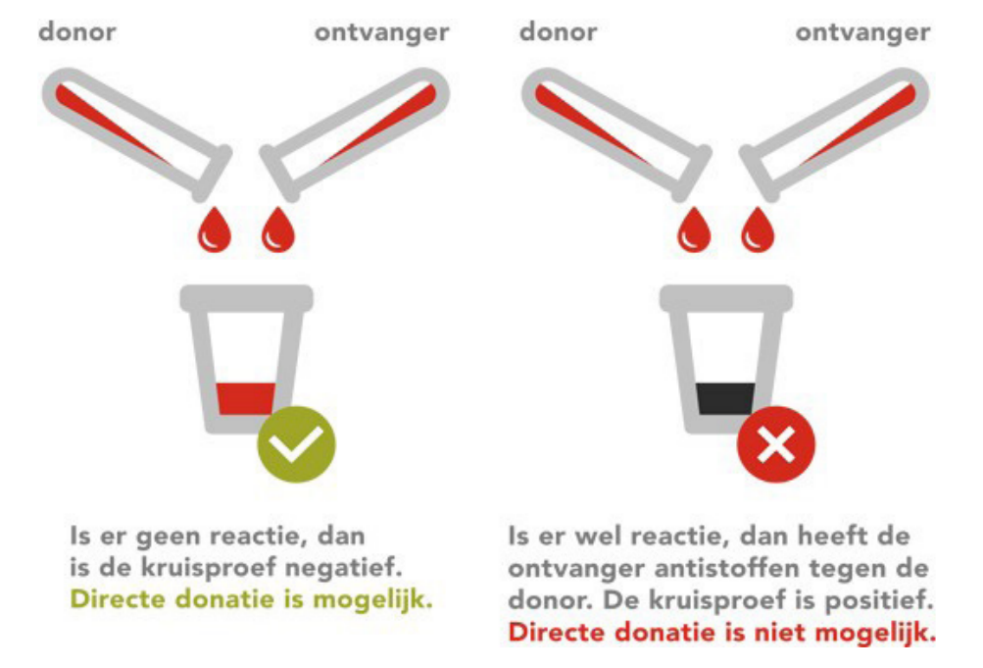 donor
ontvanger
Is er geen reactie, dan
is de kruisproef negatief.
Directe donatie is mogelijk.
donor
ontvanger
Is er wel reactie, dan heeft de
ontvanger antistoffen tegen de
donor. De kruisproef is positief.
Directe donatie is niet mogelijk.